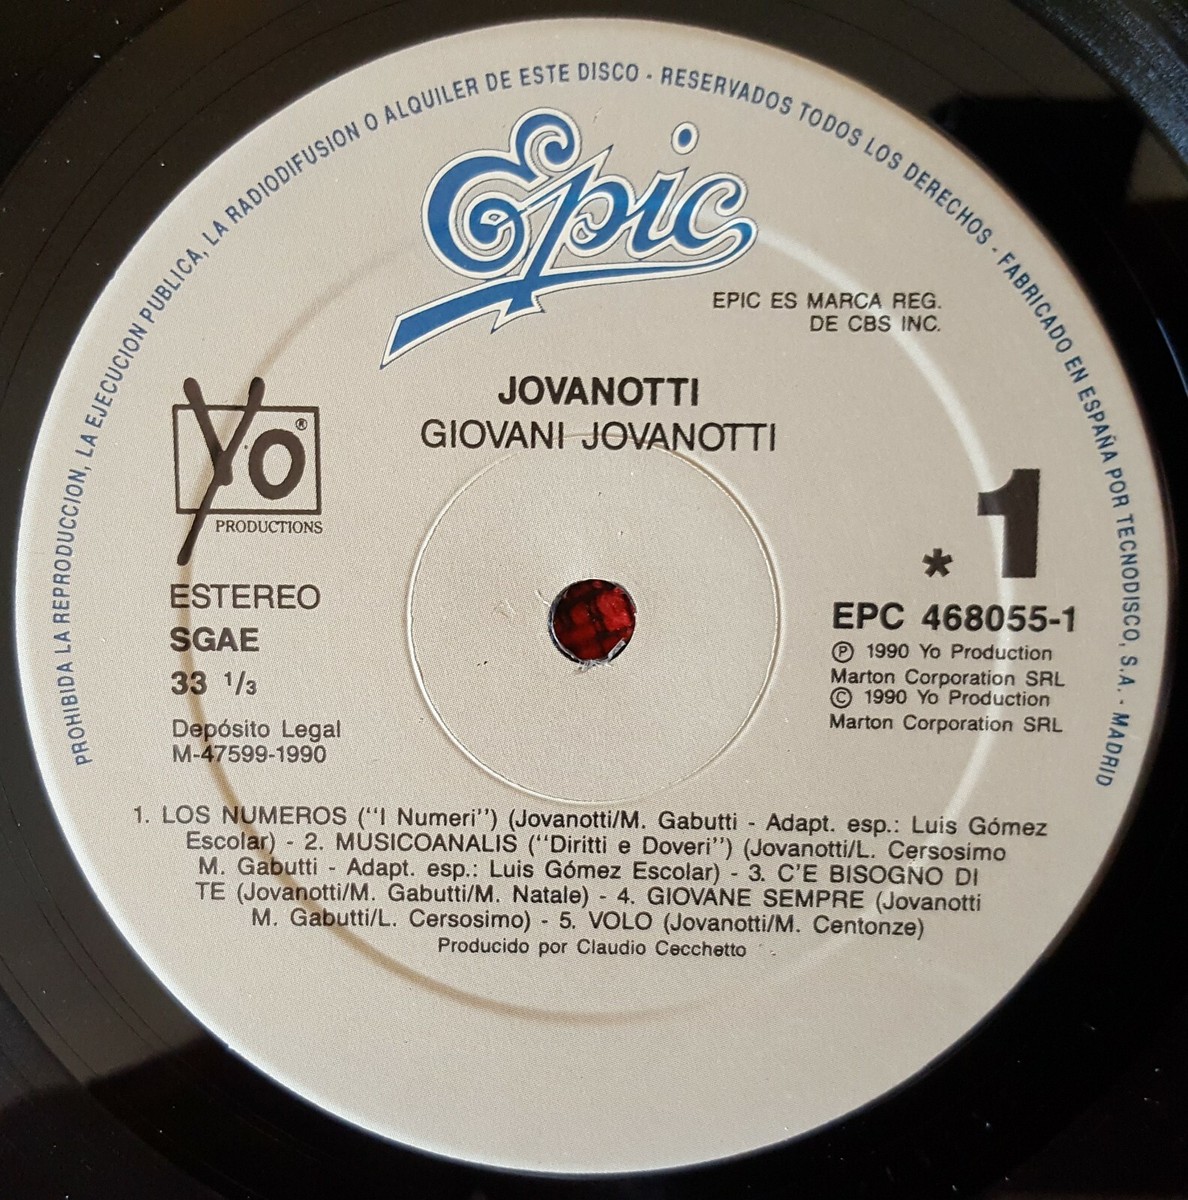 PROHIBIDA LA REPRODUCCION, LA EJECUCION PUBLICA, LA RADIODIFUSION O ALQUILER DE ESTE DISCO - RESERVADOS TODOS LOS DERECHOS - FABRICADO EN ESPAÑA POR TECNODISCO, S.A. - MADRID
Epic
EPIC ES MARCA REG.
DE CBS INC.
JOVANOTTI
GIOVANI JOVANOTTI
Yo ®
PRODUCTIONS
ESTEREO
SGAE
33 1/3
Depósito Legal
M-47599-1990
* 1
EPC 468055-1
Ⓟ 1990 Yo Production
Marton Corporation SRL
© 1990 Yo Production
Marton Corporation SRL
1. LOS NUMEROS ("I Numeri") (Jovanotti/M. Gabutti - Adapt. esp.: Luis Gómez
Escolar) - 2. MUSICOANALIS ("Diritti e Doveri") (Jovanotti/L. Cersosimo
M. Gabutti - Adapt. esp.: Luis Gómez Escolar) - 3. C'E BISOGNO DI
TE (Jovanotti/M. Gabutti/M. Natale) - 4. GIOVANE SEMPRE (Jovanotti
M. Gabutti/L. Cersosimo) - 5. VOLO (Jovanotti/M. Centonze)
Producido por Claudio Cecchetto